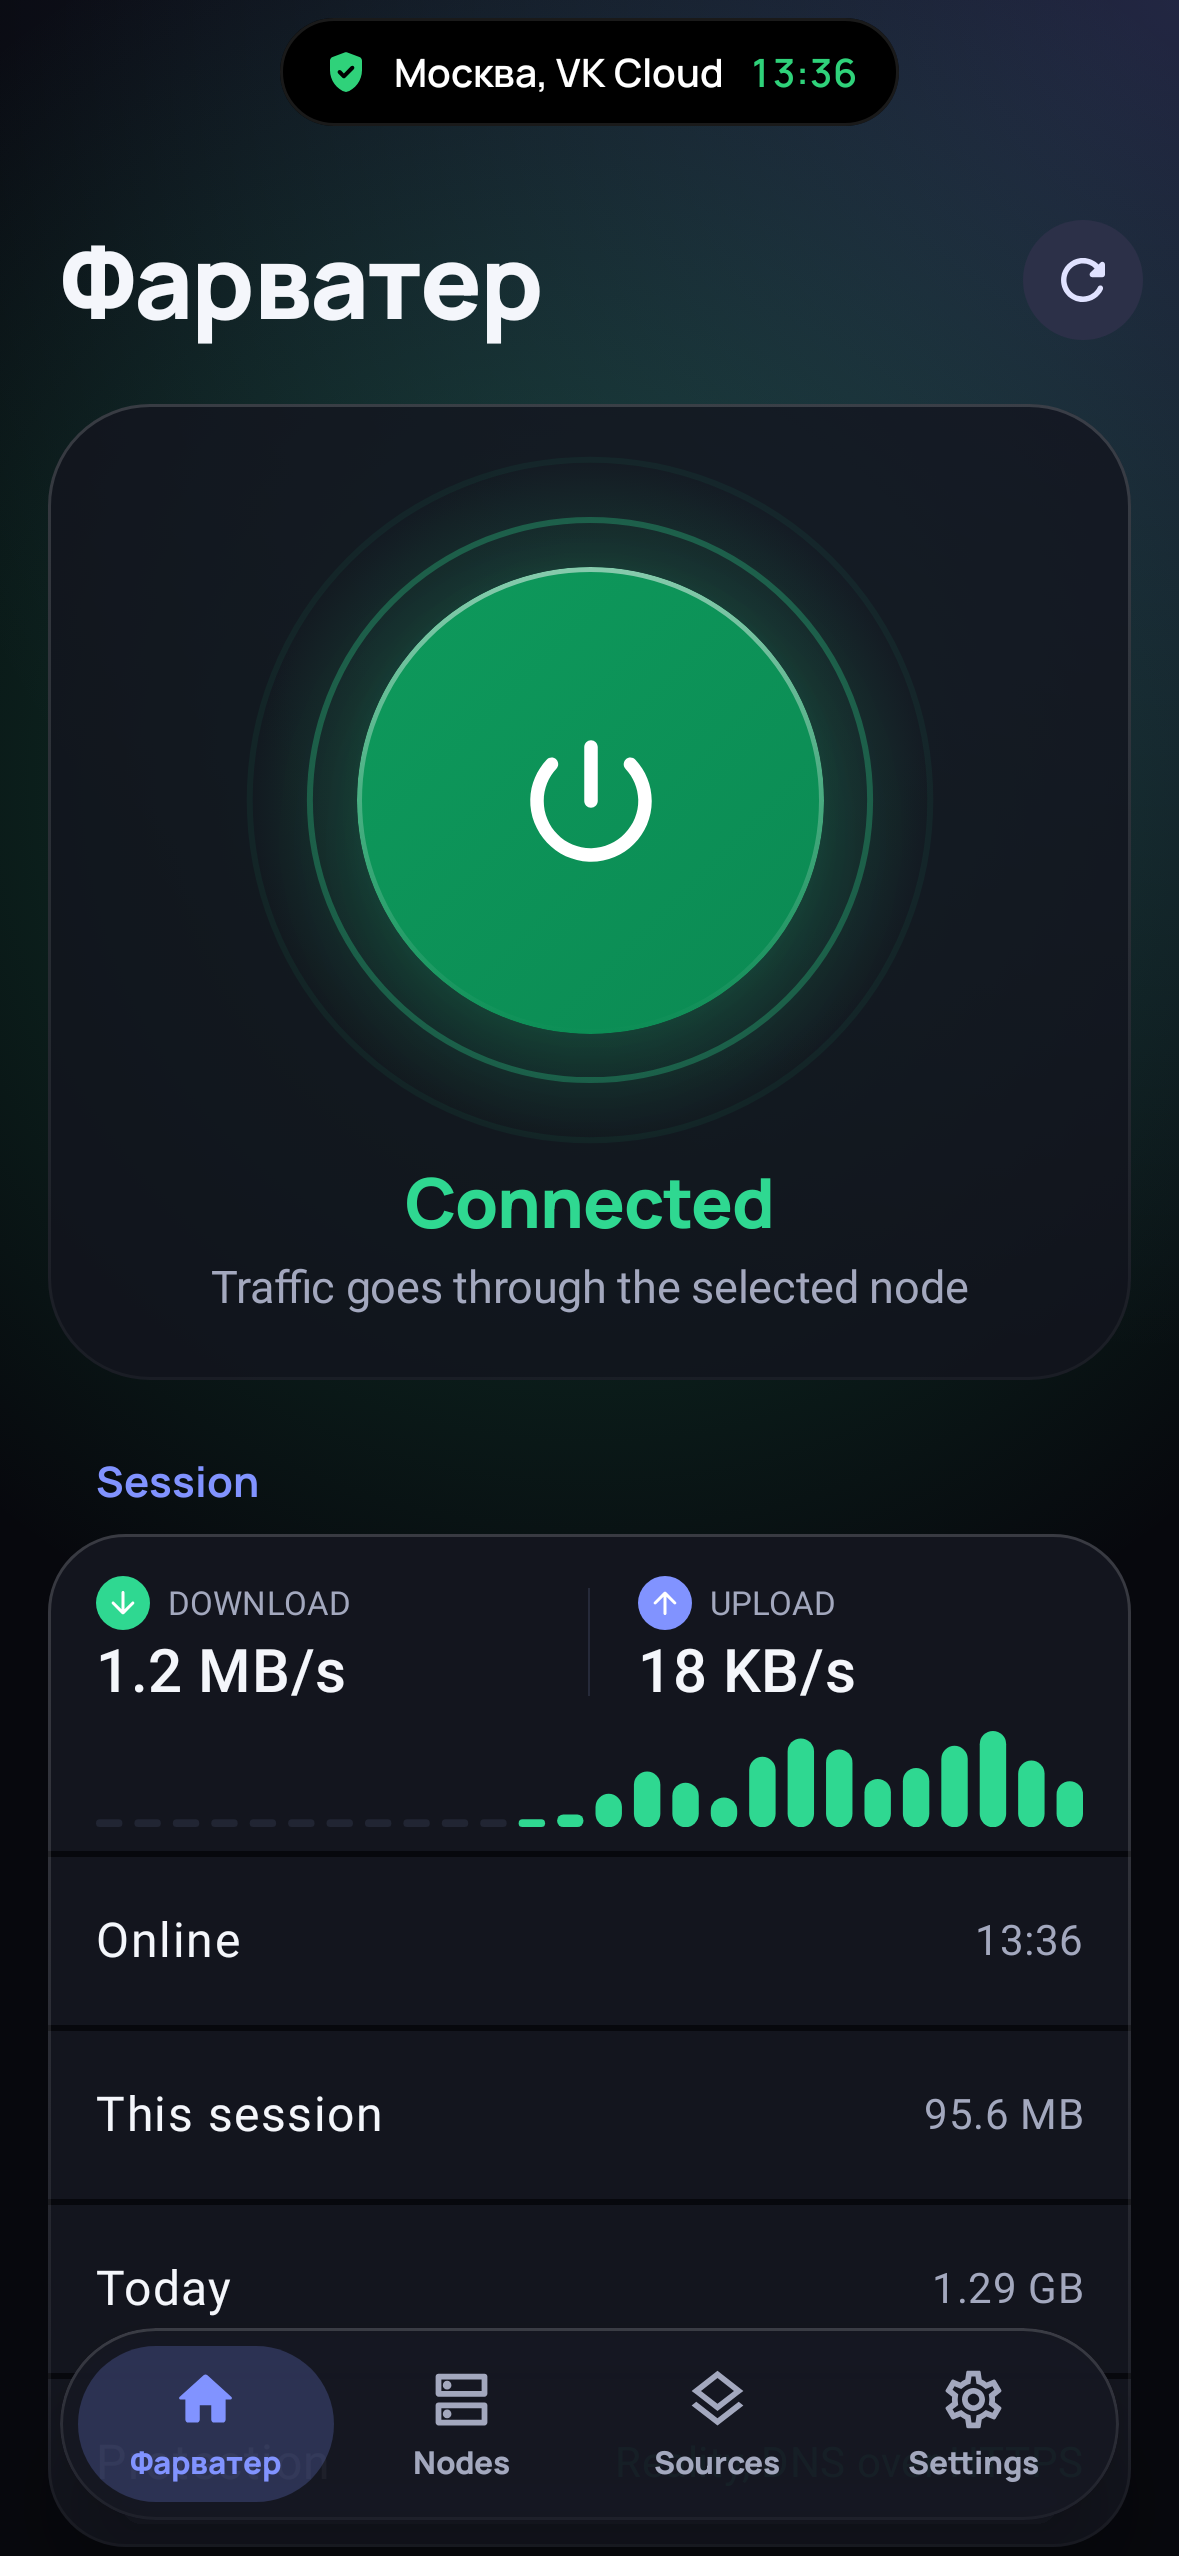 Москва, VK Cloud 13:36
Фарватер
Connected
Traffic goes through the selected node
Session
DOWNLOAD
UPLOAD
1.2 MB/s
18 KB/s
Online 13:36
This session 95.6 MB
Today 1.29 GB
Фарватер Nodes Sources Settings